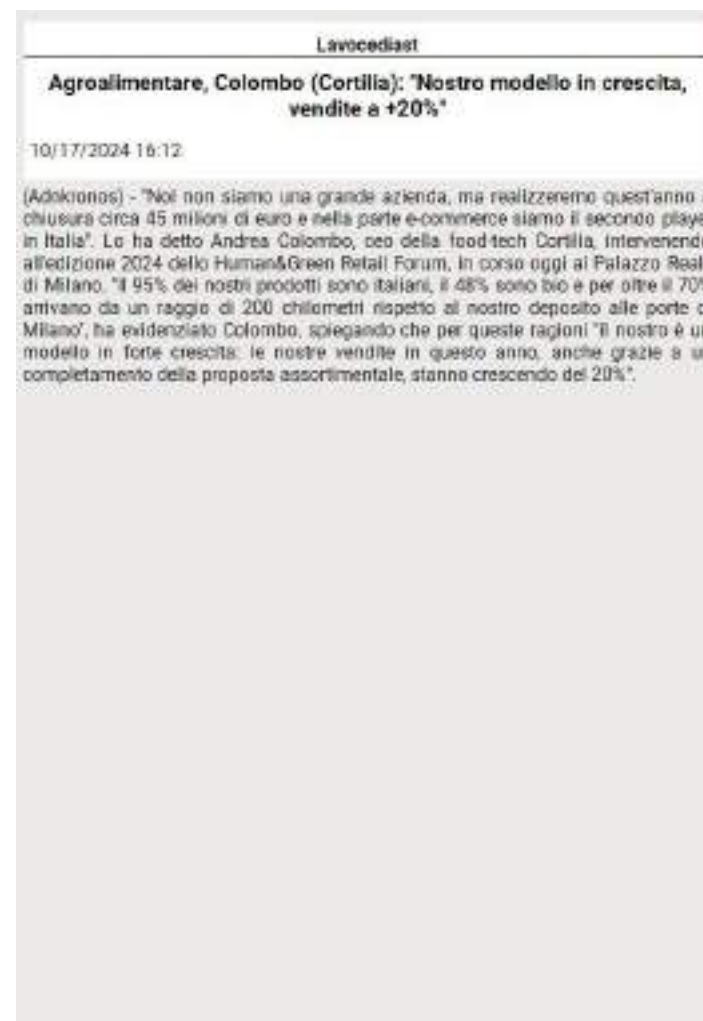 Lavocediast
Agroalimentare, Colombo (Cortilia): "Nostro modello in crescita,
vendite a +20%"
10/17/2024 16:12
(Adnkronos) - "Noi non siamo una grande azienda, ma realizzeremo quest'anno a
chiusura circa 45 milioni di euro e nella parte e-commerce siamo il secondo playe
in Italia". Lo ha detto Andrea Colombo, ceo della food-tech Cortilia, intervenendo
all'edizione 2024 dello Human&Green Retail Forum, in corso oggi al Palazzo Real
di Milano. "Il 95% dei nostri prodotti sono italiani, il 48% sono bio e per oltre il 70%
arrivano da un raggio di 200 chilometri rispetto al nostro deposito alle porte d
Milano", ha evidenziato Colombo, spiegando che per queste ragioni "il nostro è un
modello in forte crescita: le nostre vendite in questo anno, anche grazie a un
completamento della proposta assortimentale, stanno crescendo del 20%".